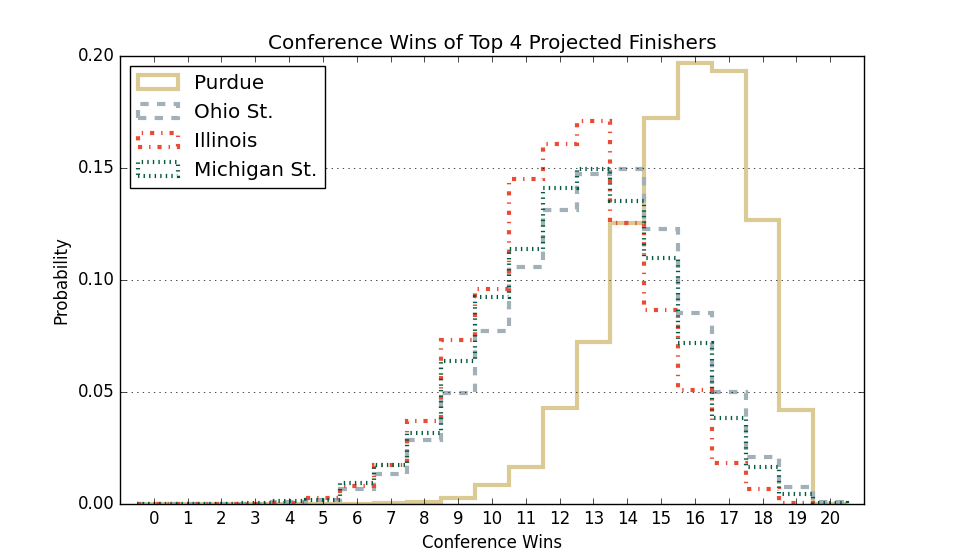 Conference Wins of Top 4 Projected Finishers
0.20
0.15
0.10
0.05
0.00
Probability
Purdue
Ohio St.
Illinois
Michigan St.
0 1 2 3 4 5 6 7 8 9 10 11 12 13 14 15 16 17 18 19 20
Conference Wins